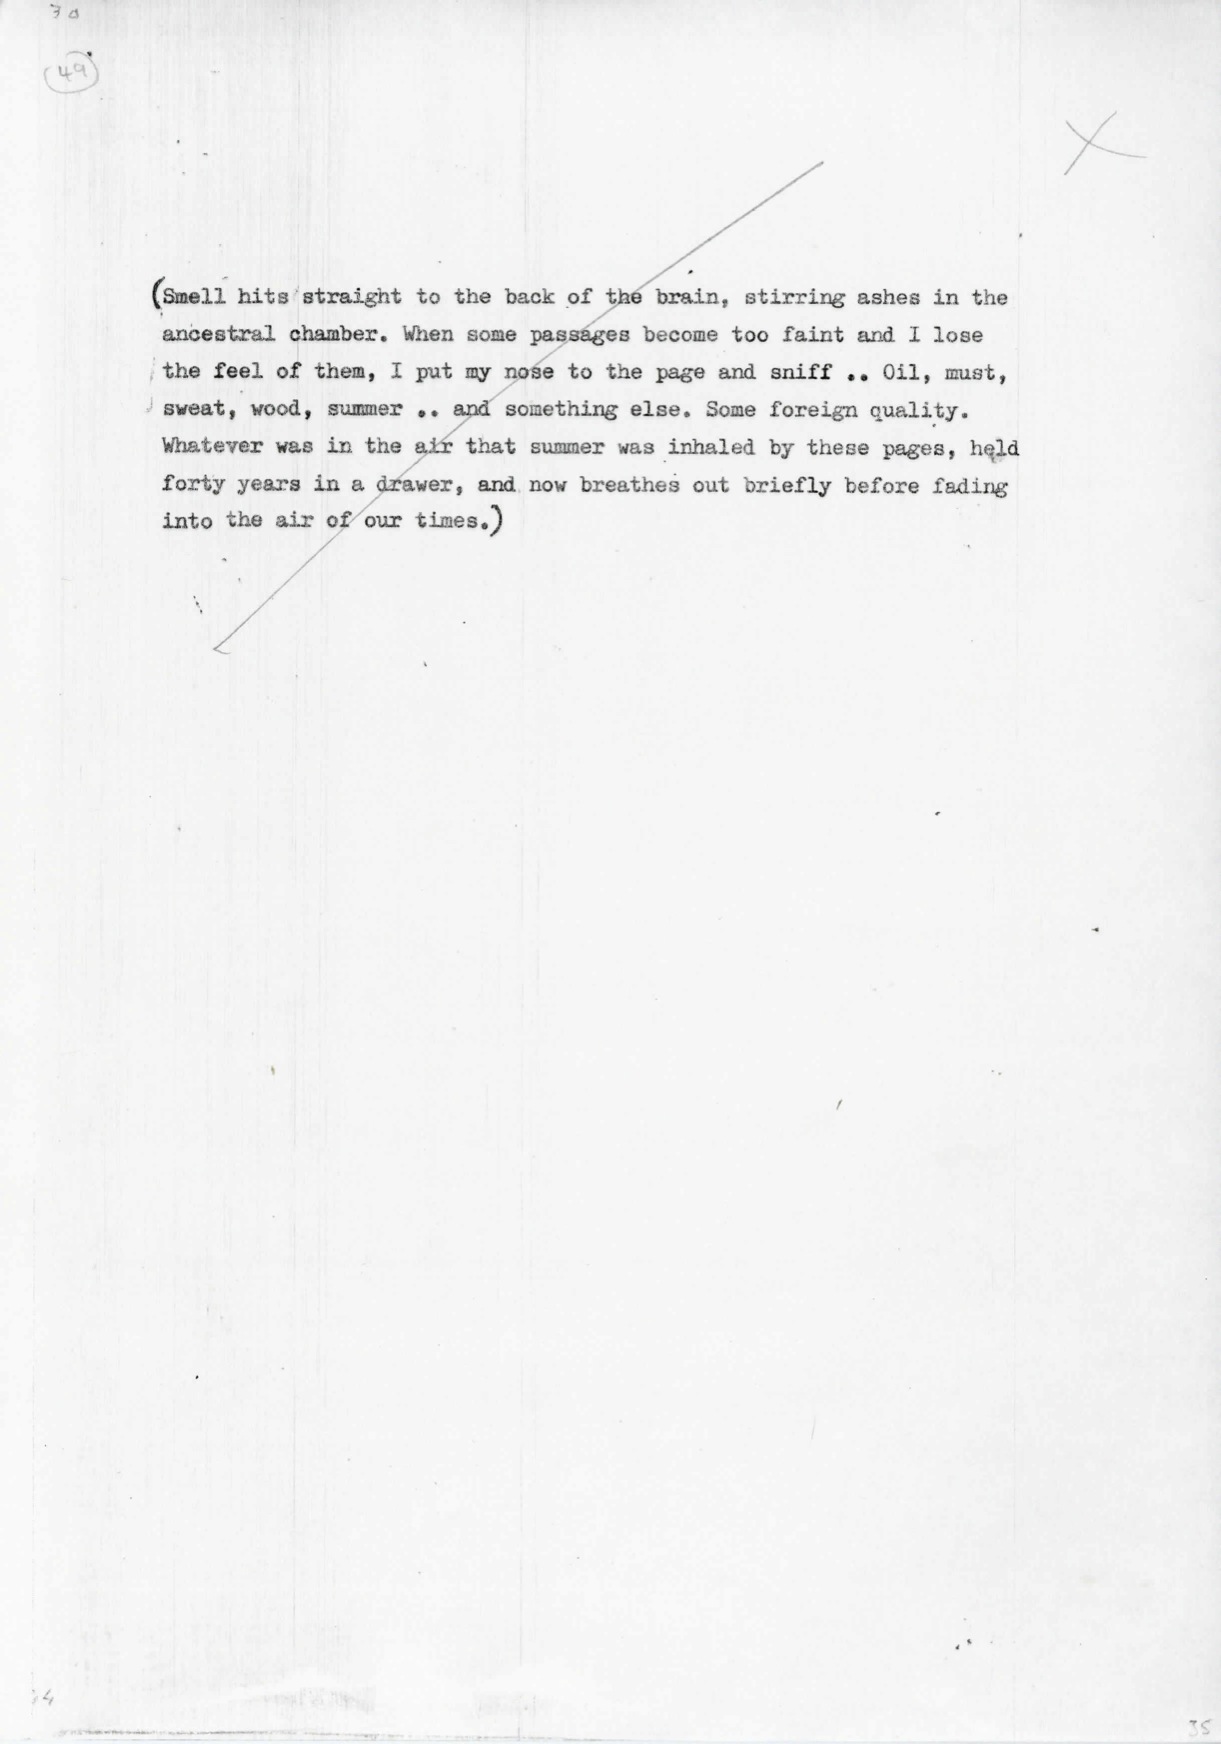 30
49
(Smell hits straight to the back of the brain, stirring ashes in the
ancestral chamber. When some passages become too faint and I lose
the feel of them, I put my nose to the page and sniff .. Oil, must,
sweat, wood, summer .. and something else. Some foreign quality.
Whatever was in the air that summer was inhaled by these pages, held
forty years in a drawer, and now breathes out briefly before fading
into the air of our times.)
35